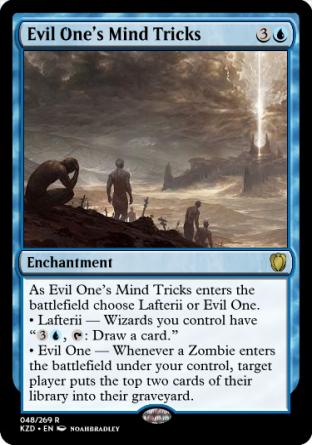 Evil One's Mind Tricks 3
Enchantment
As Evil One's Mind Tricks enters the
battlefield choose Lafterii or Evil One.
• Lafterii — Wizards you control have
“3, : Draw a card.”
• Evil One — Whenever a Zombie enters
the battlefield under your control, target
player puts the top two cards of their
library into their graveyard.
048/269 R
KZD • EN NOAHBRADLEY